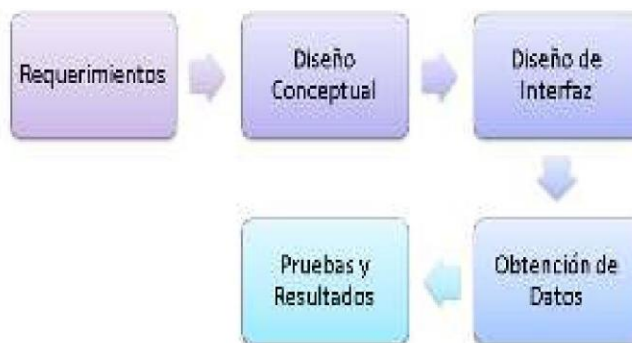 Requerimientos
Diseño
Conceptual
Diseño de
Interfaz
Obtención de
Datos
Pruebas y
Resultados